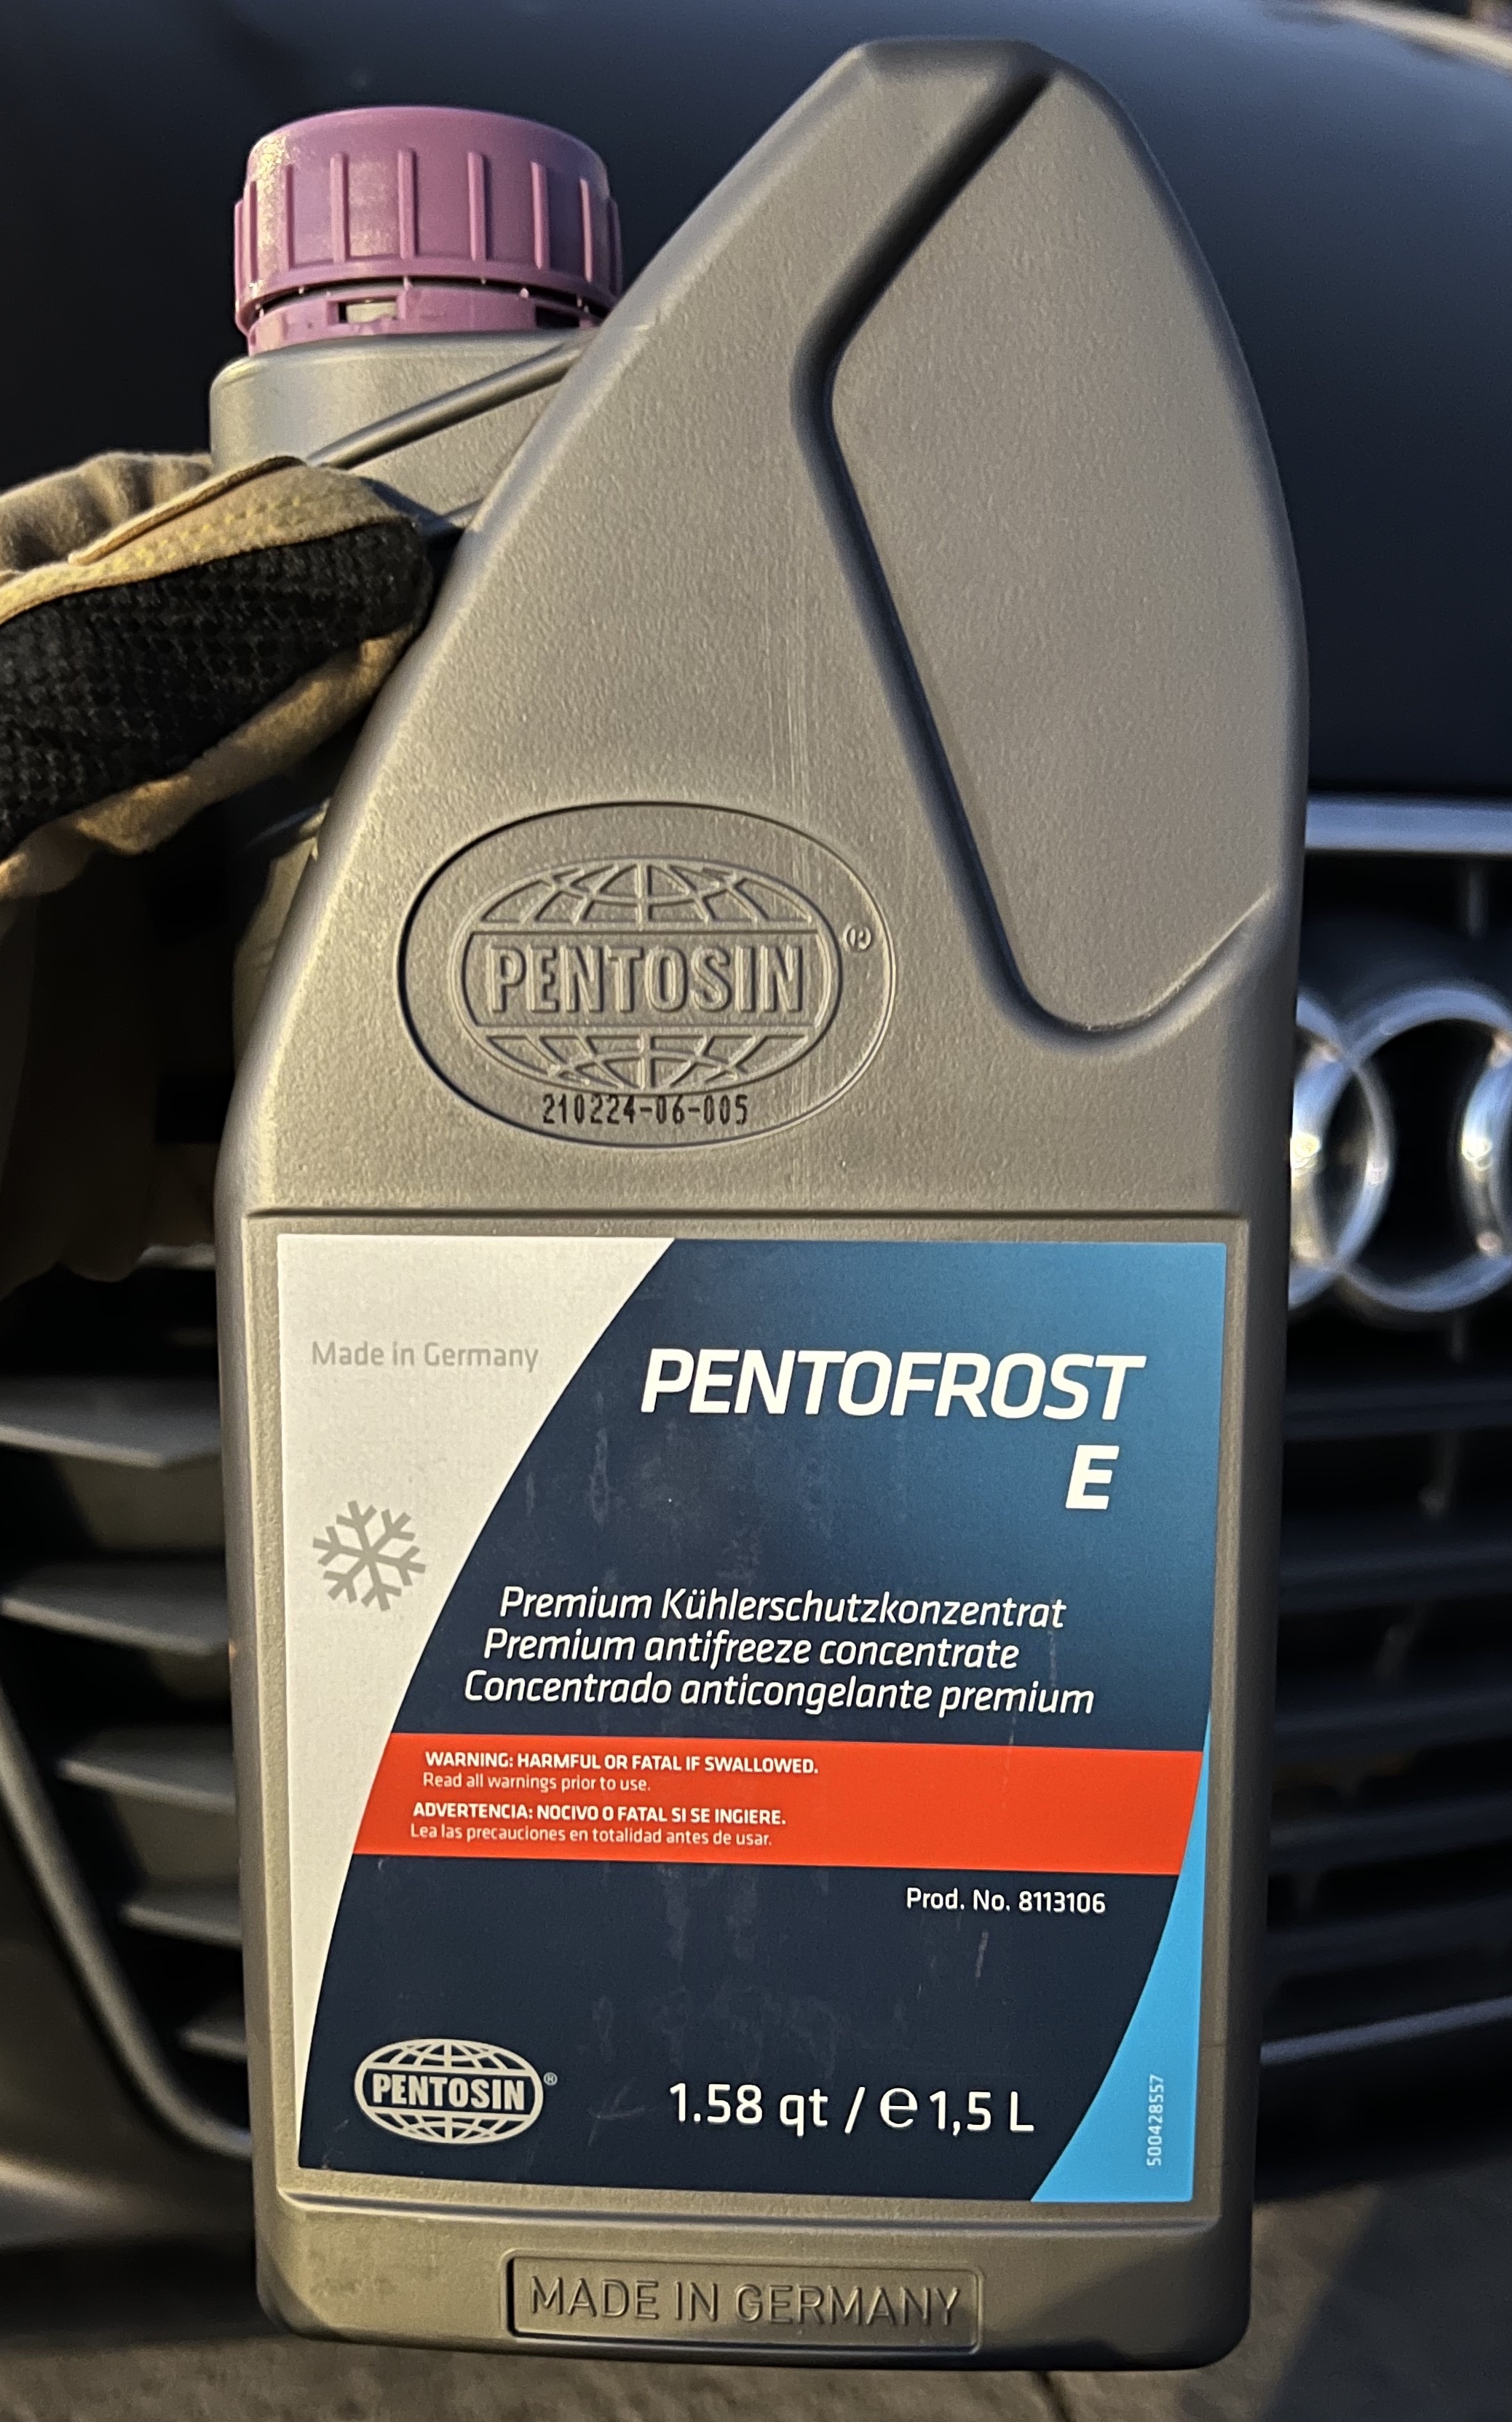 PENTOSIN®
210224-06-005
Made in Germany
PENTOFROST
E
Premium Kühlerschutzkonzentrat
Premium antifreeze concentrate
Concentrado anticongelante premium
WARNING: HARMFUL OR FATAL IF SWALLOWED.
Read all warnings prior to use.
ADVERTENCIA: NOCIVO O FATAL SI SE INGIERE.
Lea las precauciones en totalidad antes de usar.
Prod. No. 8113106
PENTOSIN®
1.58 qt / ℮ 1,5 L
500428557
MADE IN GERMANY